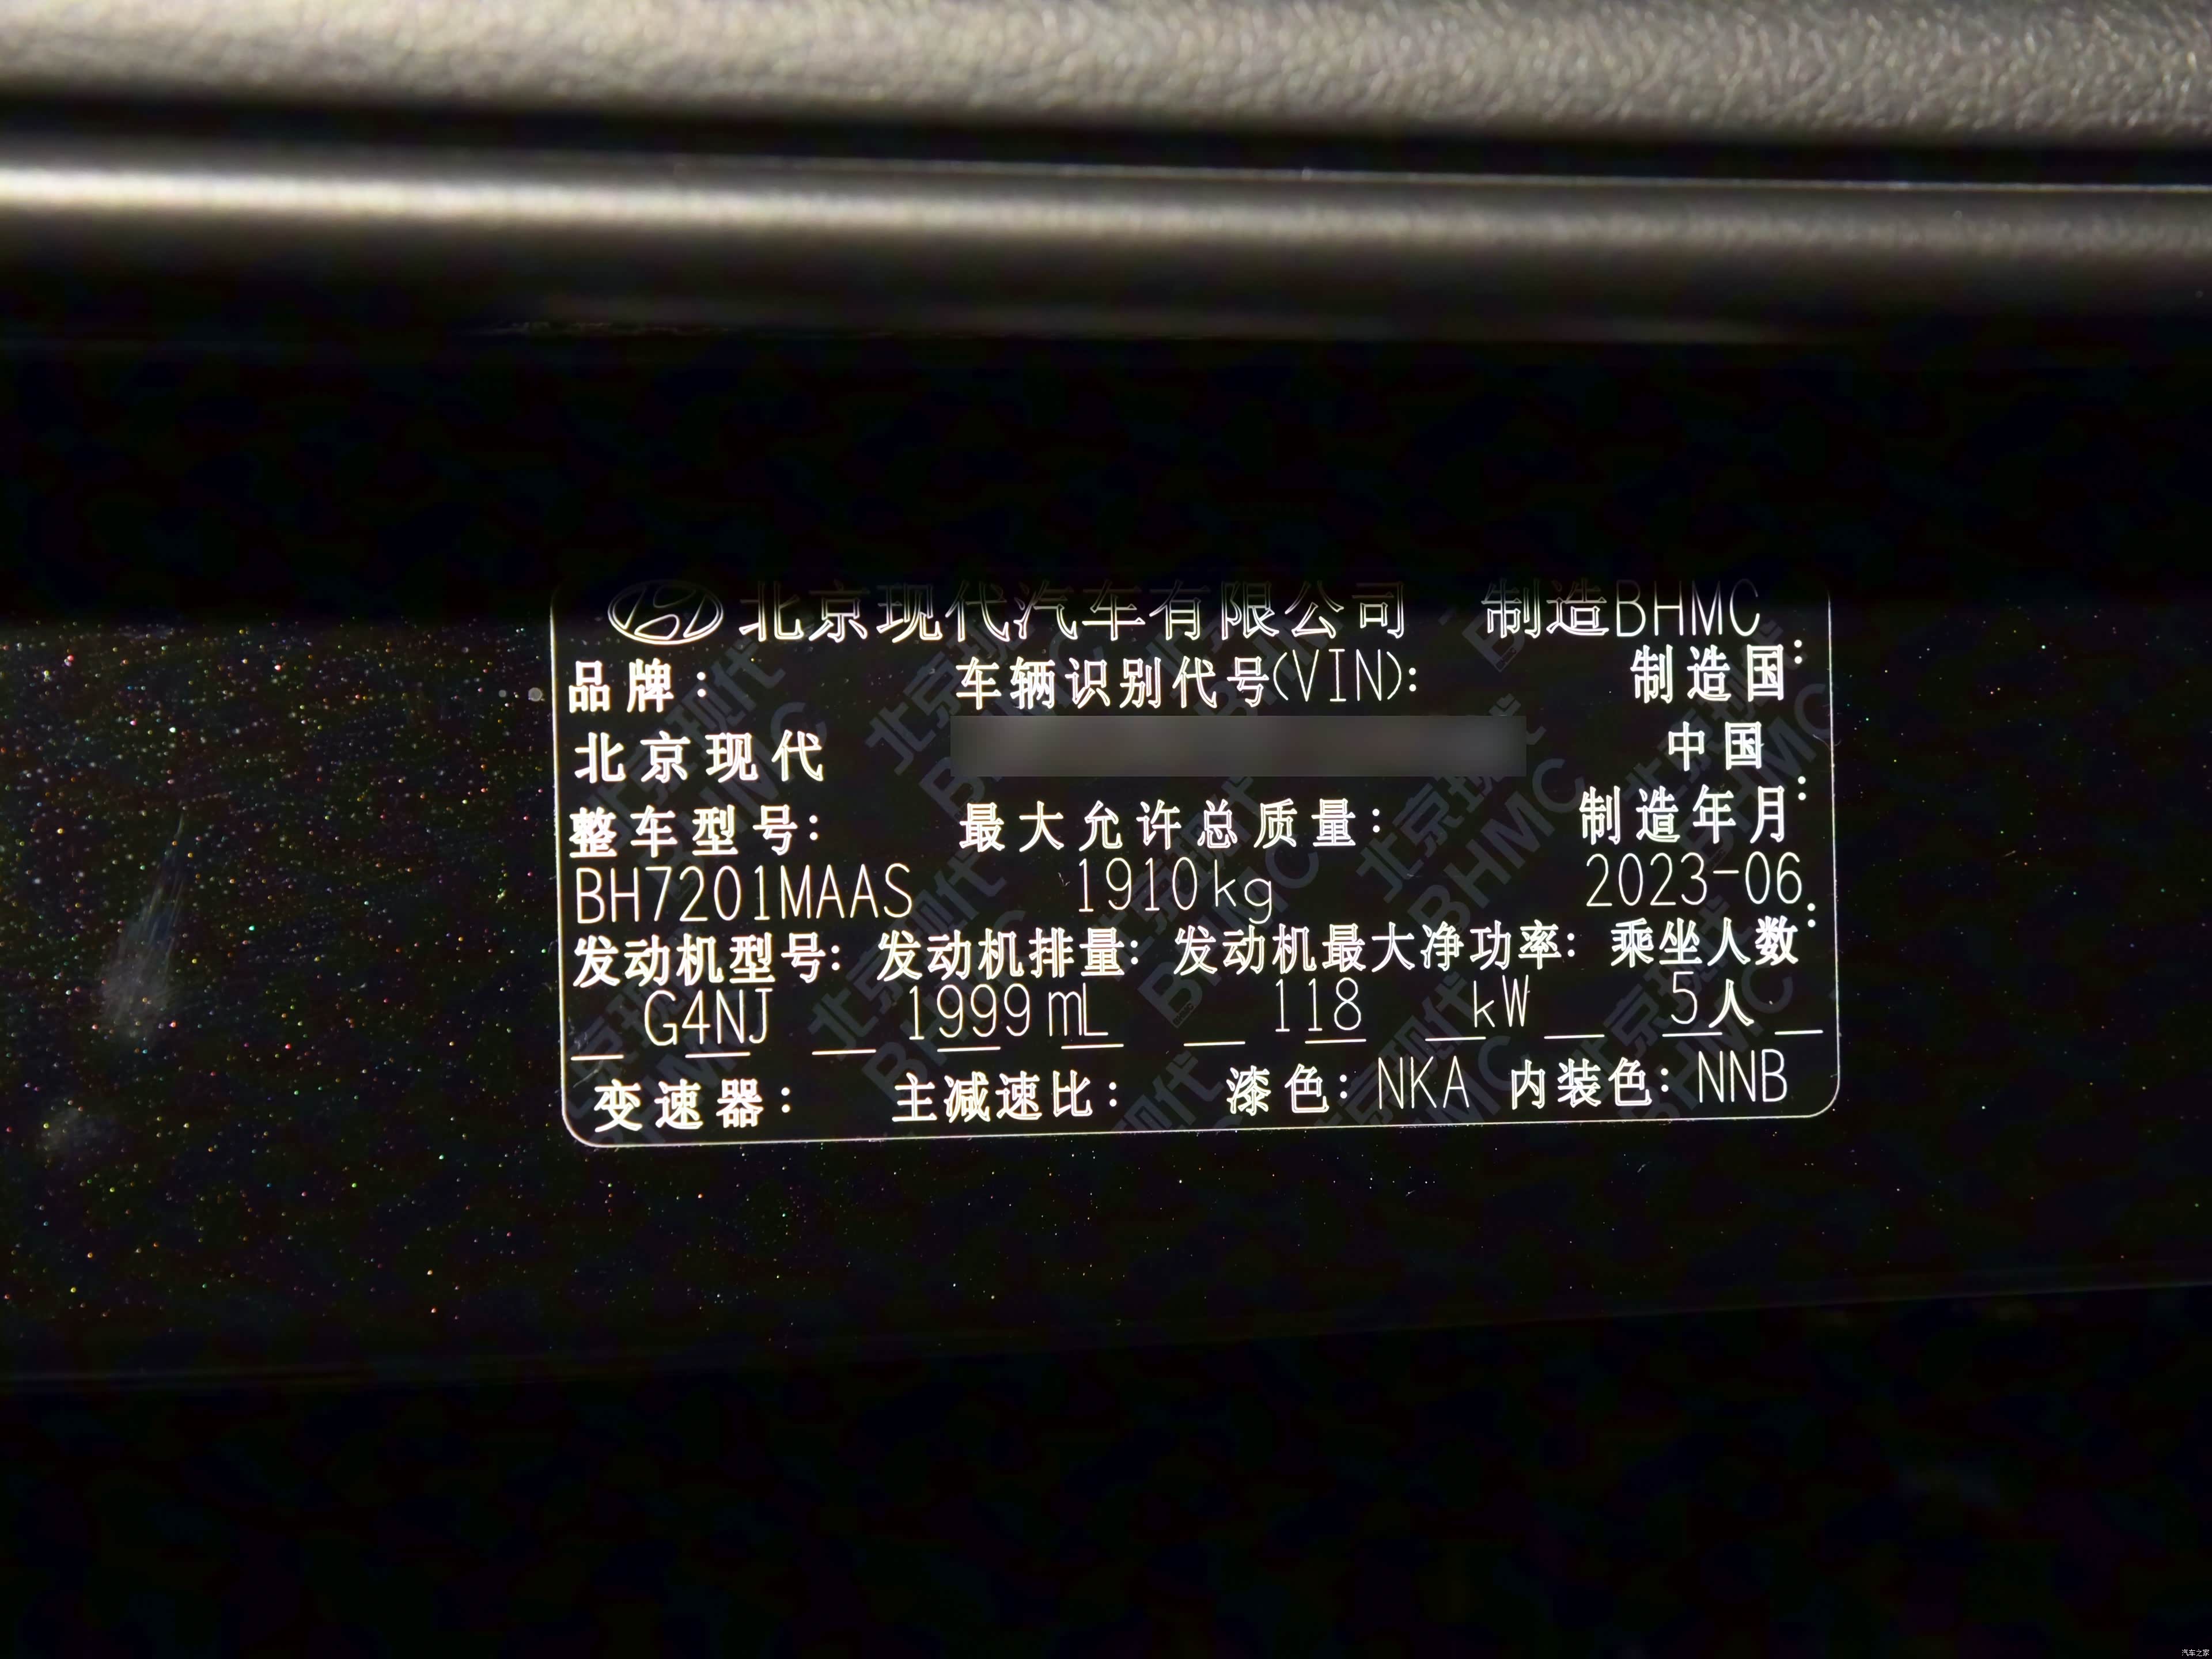 北京现代汽车有限公司 制造BHMC
品牌: 车辆识别代号(VIN): 制造国:
北京现代 中国
整车型号: 最大允许总质量: 制造年月:
BH7201MAAS 1910kg 2023-06
发动机型号: 发动机排量: 发动机最大净功率: 乘坐人数:
G4NJ 1999mL 118 kW 5人
变速器: 主减速比: 漆色: NKA 内装色: NNB
汽车之家